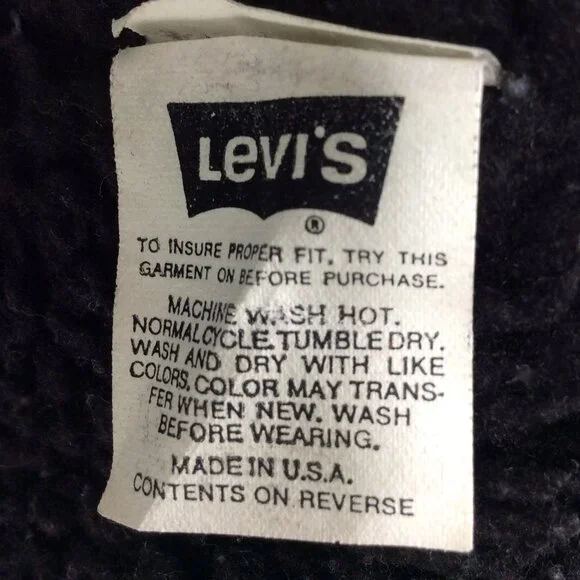 Levi's
®
TO INSURE PROPER FIT, TRY THIS
GARMENT ON BEFORE PURCHASE.
MACHINE WASH HOT.
NORMAL CYCLE. TUMBLE DRY.
WASH AND DRY WITH LIKE
COLORS. COLOR MAY TRANS-
FER WHEN NEW. WASH
BEFORE WEARING.
MADE IN U.S.A.
CONTENTS ON REVERSE